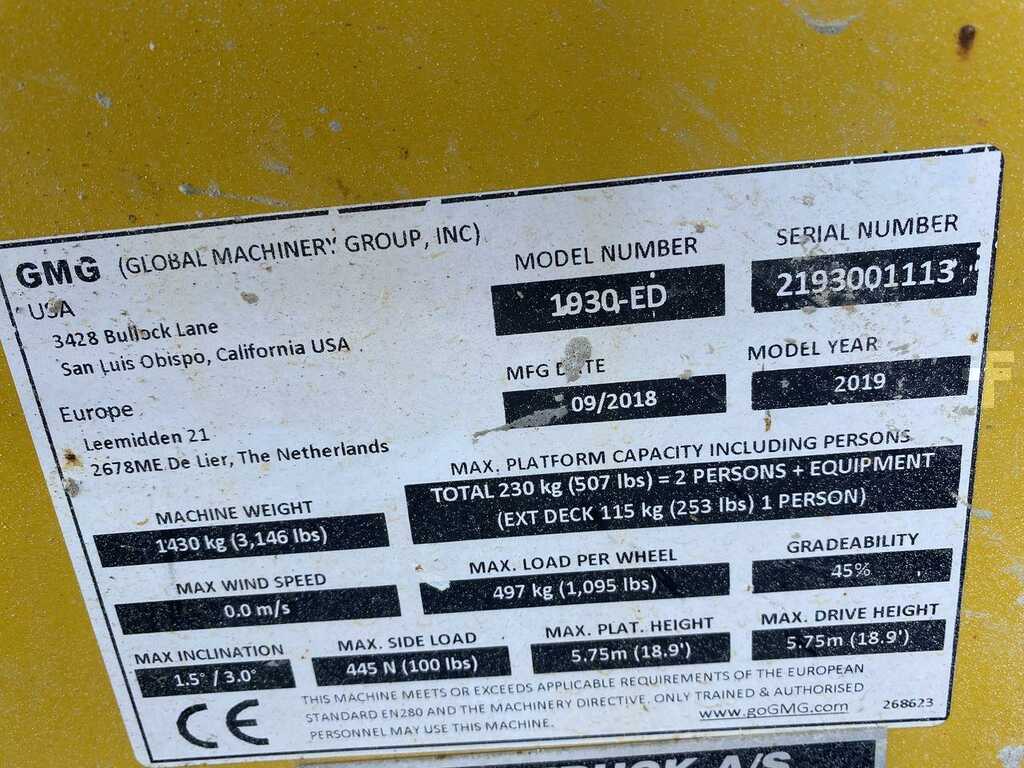 GMG (GLOBAL MACHINERY GROUP, INC)
USA
3428 Bullock Lane
San Luis Obispo, California USA
Europe
Leemidden 21
2678ME De Lier, The Netherlands
MODEL NUMBER
1930-ED
SERIAL NUMBER
2193001113
MFG DATE
09/2018
MODEL YEAR
2019
MAX. PLATFORM CAPACITY INCLUDING PERSONS
TOTAL 230 kg (507 lbs) = 2 PERSONS + EQUIPMENT
(EXT DECK 115 kg (253 lbs) 1 PERSON)
MACHINE WEIGHT
1430 kg (3,146 lbs)
MAX. LOAD PER WHEEL
497 kg (1,095 lbs)
GRADEABILITY
45%
MAX WIND SPEED
0.0 m/s
MAX INCLINATION
1.5° / 3.0°
MAX. SIDE LOAD
445 N (100 lbs)
MAX. PLAT. HEIGHT
5.75m (18.9')
MAX. DRIVE HEIGHT
5.75m (18.9')
CE
THIS MACHINE MEETS OR EXCEEDS APPLICABLE REQUIREMENTS OF THE EUROPEAN
STANDARD EN280 AND THE MACHINERY DIRECTIVE. ONLY TRAINED & AUTHORISED
PERSONNEL MAY USE THIS MACHINE.
www.goGMG.com
268623
A/S